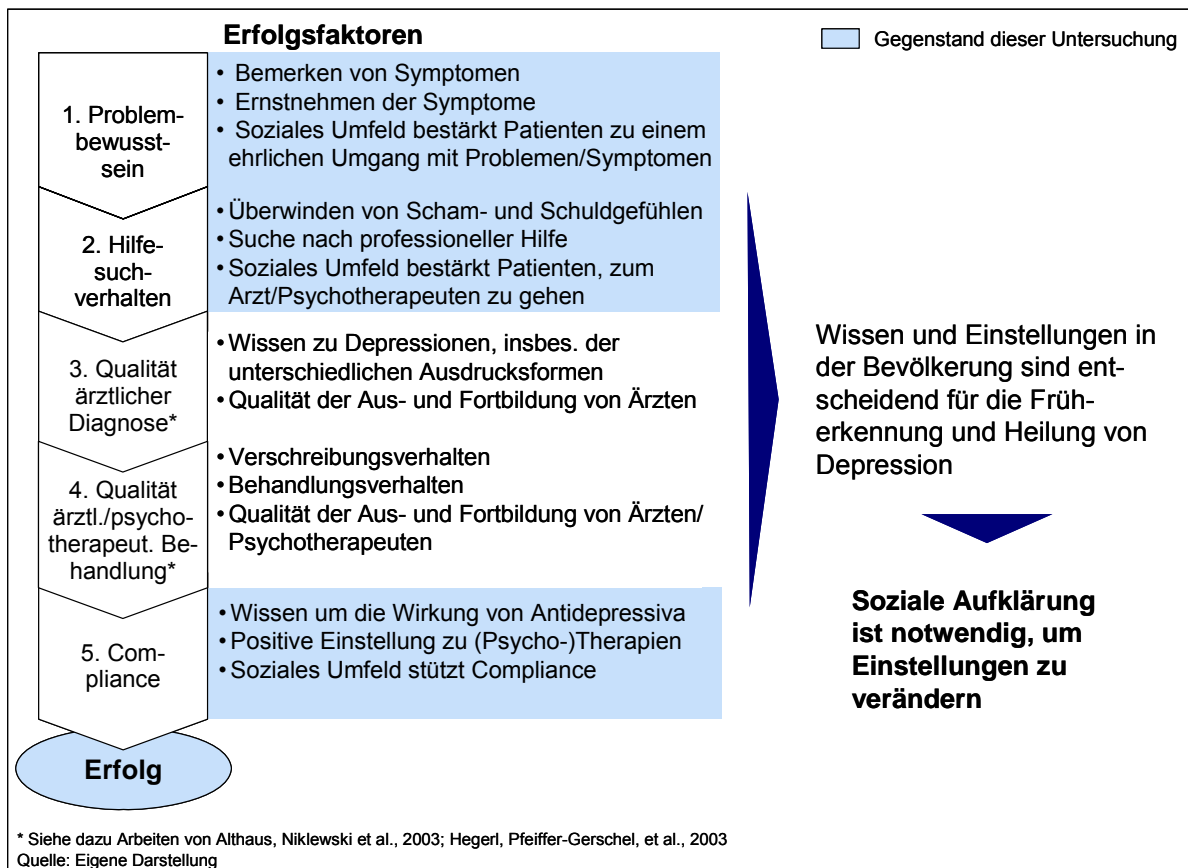 Erfolgsfaktoren
Gegenstand dieser Untersuchung
1. Problem-
bewusst-
sein
• Bemerken von Symptomen
• Ernstnehmen der Symptome
• Soziales Umfeld bestärkt Patienten zu einem
ehrlichen Umgang mit Problemen/Symptomen
2. Hilfe-
such-
verhalten
• Überwinden von Scham- und Schuldgefühlen
• Suche nach professioneller Hilfe
• Soziales Umfeld bestärkt Patienten, zum
Arzt/Psychotherapeuten zu gehen
3. Qualität
ärztlicher
Diagnose*
• Wissen zu Depressionen, insbes. der
unterschiedlichen Ausdrucksformen
• Qualität der Aus- und Fortbildung von Ärzten
4. Qualität
ärztl./psycho-
therapeut. Be-
handlung*
• Verschreibungsverhalten
• Behandlungsverhalten
• Qualität der Aus- und Fortbildung von Ärzten/
Psychotherapeuten
5. Com-
pliance
• Wissen um die Wirkung von Antidepressiva
• Positive Einstellung zu (Psycho-)Therapien
• Soziales Umfeld stützt Compliance
Erfolg
Wissen und Einstellungen in
der Bevölkerung sind ent-
scheidend für die Früh-
erkennung und Heilung von
Depression
Soziale Aufklärung
ist notwendig, um
Einstellungen zu
verändern
* Siehe dazu Arbeiten von Althaus, Niklewski et al., 2003; Hegerl, Pfeiffer-Gerschel, et al., 2003
Quelle: Eigene Darstellung